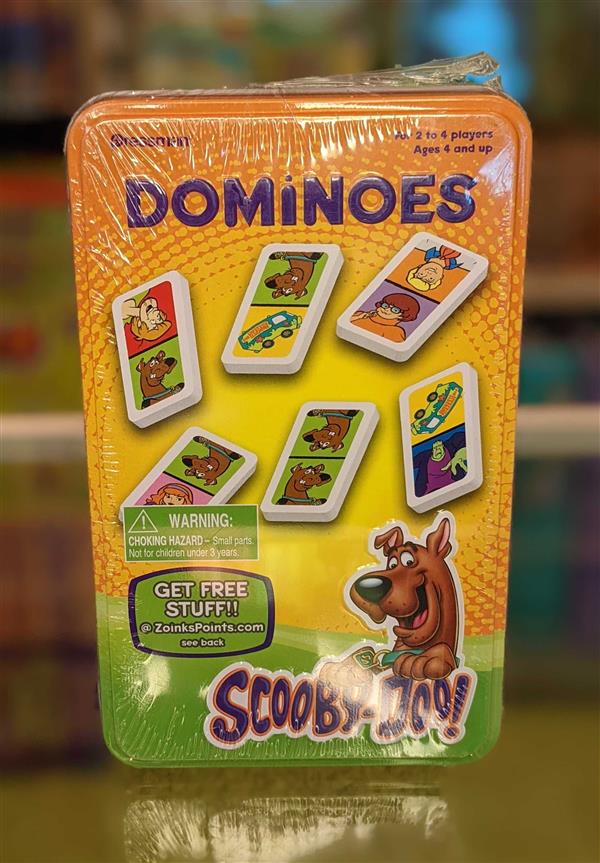 Pressman
For 2 to 4 players
Ages 4 and up
DOMiNOES
WARNING:
CHOKING HAZARD – Small parts.
Not for children under 3 years.
GET FREE
STUFF!!
@ ZoinksPoints.com
see back
SCOOBY-DOO!